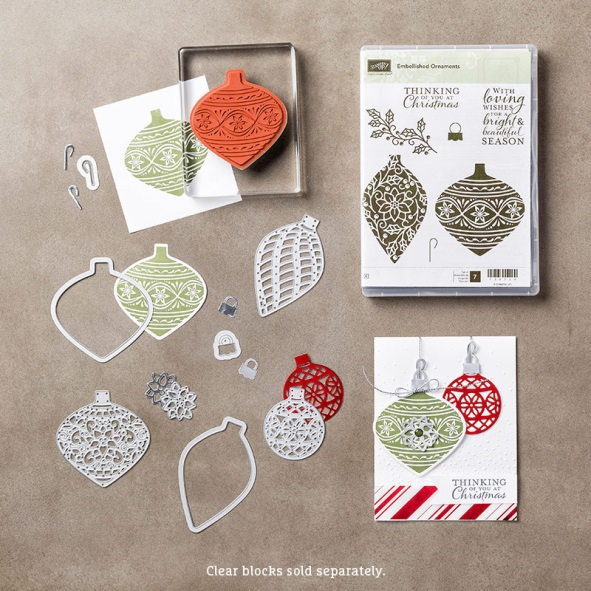 Embellished Ornaments
THINKING
OF YOU AT
Christmas
WITH
loving
WISHES
FOR A
bright &
beautiful
SEASON
7
THINKING
OF YOU AT
Christmas
Clear blocks sold separately.